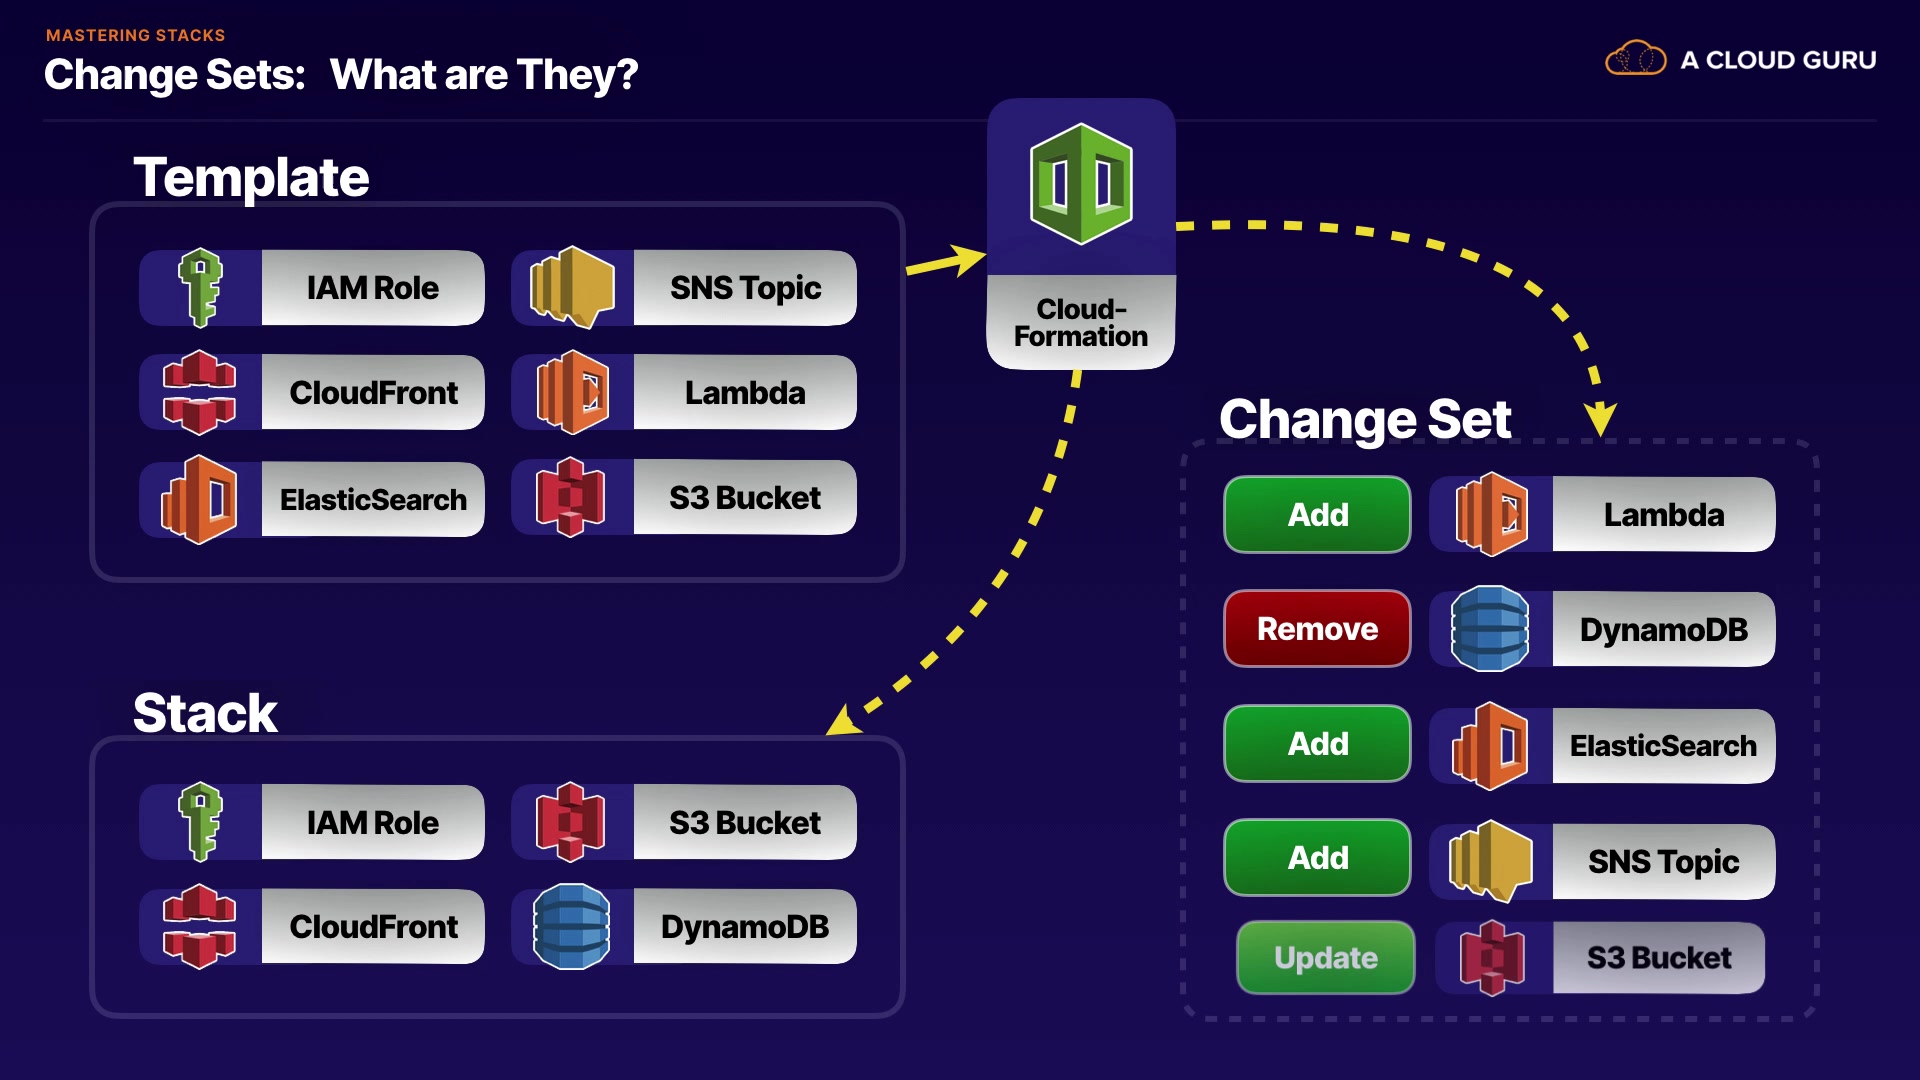 MASTERING STACKS
Change Sets: What are They?
A CLOUD GURU
Template
IAM Role
SNS Topic
CloudFront
Lambda
ElasticSearch
S3 Bucket
Cloud-
Formation
Stack
IAM Role
S3 Bucket
CloudFront
DynamoDB
Change Set
Add
Lambda
Remove
DynamoDB
Add
ElasticSearch
Add
SNS Topic
Update
S3 Bucket